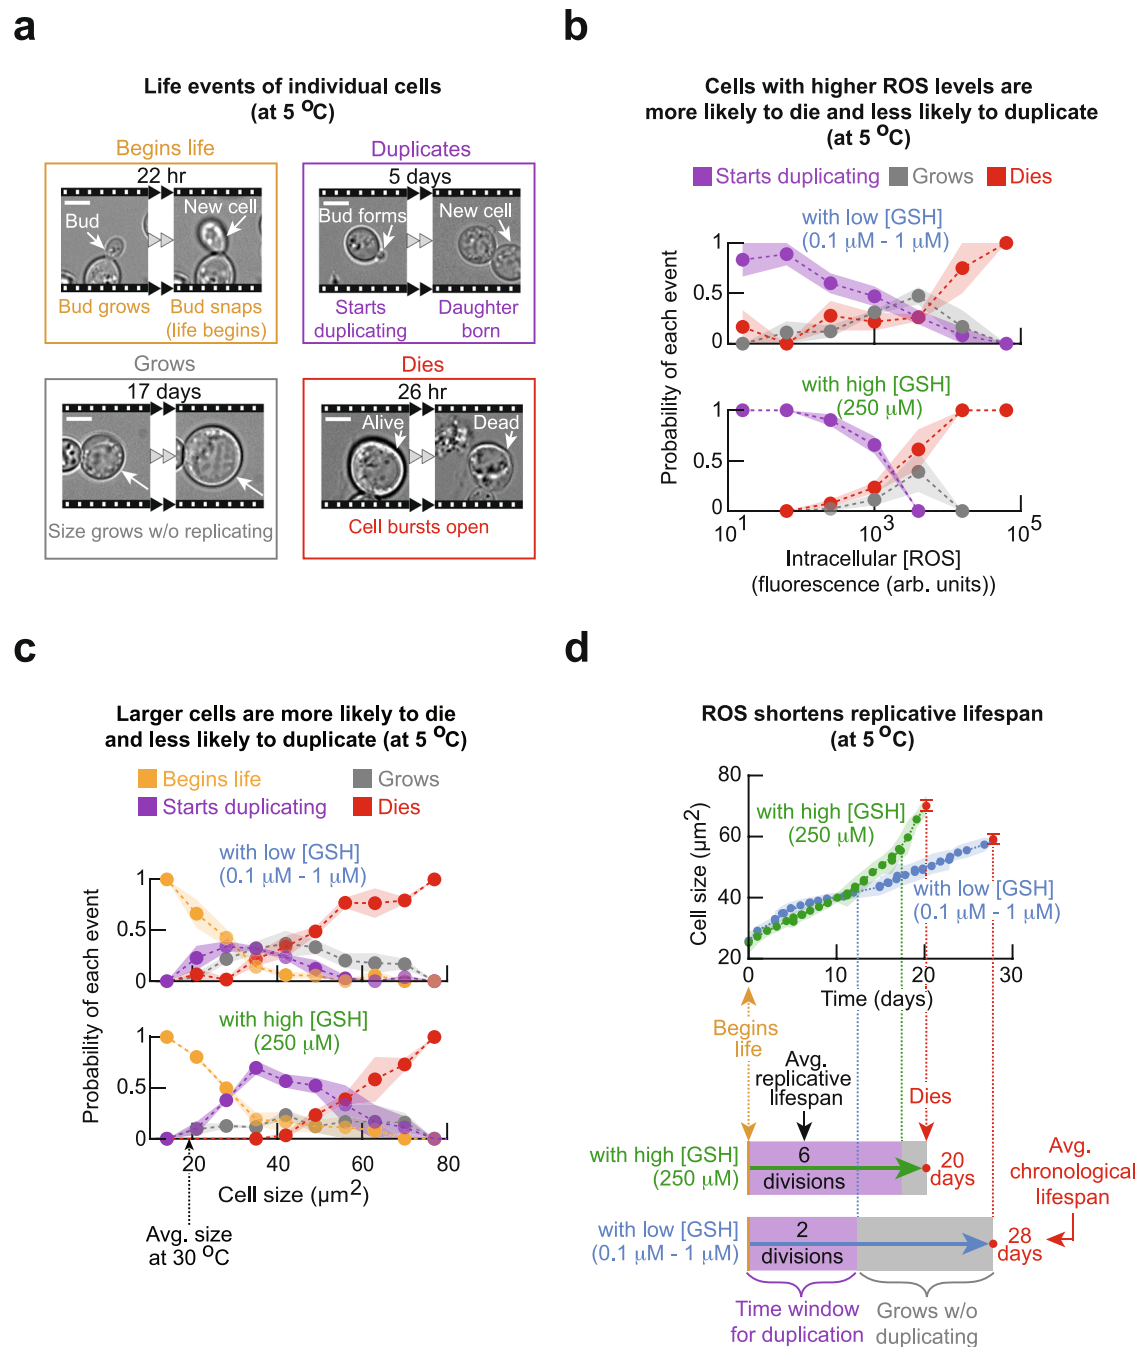 a
Life events of individual cells
(at 5 °C)
Begins life
22 hr
Bud
New cell
Bud grows
Bud snaps
(life begins)
Duplicates
5 days
Bud forms
New cell
Starts
duplicating
Daughter
born
Grows
17 days
Size grows w/o replicating
Dies
26 hr
Alive
Dead
Cell bursts open
b
Cells with higher ROS levels are
more likely to die and less likely to duplicate
(at 5 °C)
Starts duplicating
Grows
Dies
with low [GSH]
(0.1 µM - 1 µM)
1
0.5
0
with high [GSH]
(250 µM)
1
0.5
0
Probability of each event
10¹
10³
10⁵
Intracellular [ROS]
(fluorescence (arb. units))
c
Larger cells are more likely to die
and less likely to duplicate (at 5 °C)
Begins life
Grows
Starts duplicating
Dies
with low [GSH]
(0.1 µM - 1 µM)
1
0.5
0
with high [GSH]
(250 µM)
1
0.5
0
Probability of each event
20
40
60
80
Cell size (µm²)
Avg. size
at 30 °C
d
ROS shortens replicative lifespan
(at 5 °C)
80
60
40
20
Cell size (µm²)
with high [GSH]
(250 µM)
with low [GSH]
(0.1 µM - 1 µM)
0
10
20
30
Time (days)
Begins
life
Avg.
replicative
lifespan
Dies
with high [GSH]
(250 µM)
6
divisions
20
days
Avg.
chronological
lifespan
with low [GSH]
(0.1 µM - 1 µM)
2
divisions
28
days
Time window
for duplication
Grows w/o
duplicating